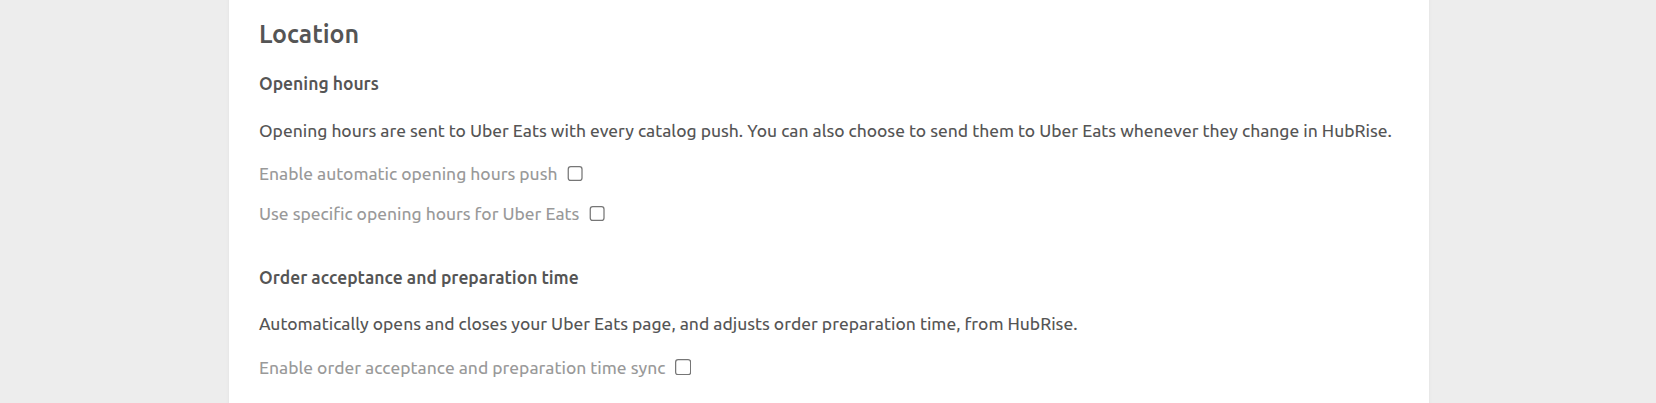 Location
Opening hours
Opening hours are sent to Uber Eats with every catalog push. You can also choose to send them to Uber Eats whenever they change in HubRise.
Enable automatic opening hours push
Use specific opening hours for Uber Eats
Order acceptance and preparation time
Automatically opens and closes your Uber Eats page, and adjusts order preparation time, from HubRise.
Enable order acceptance and preparation time sync